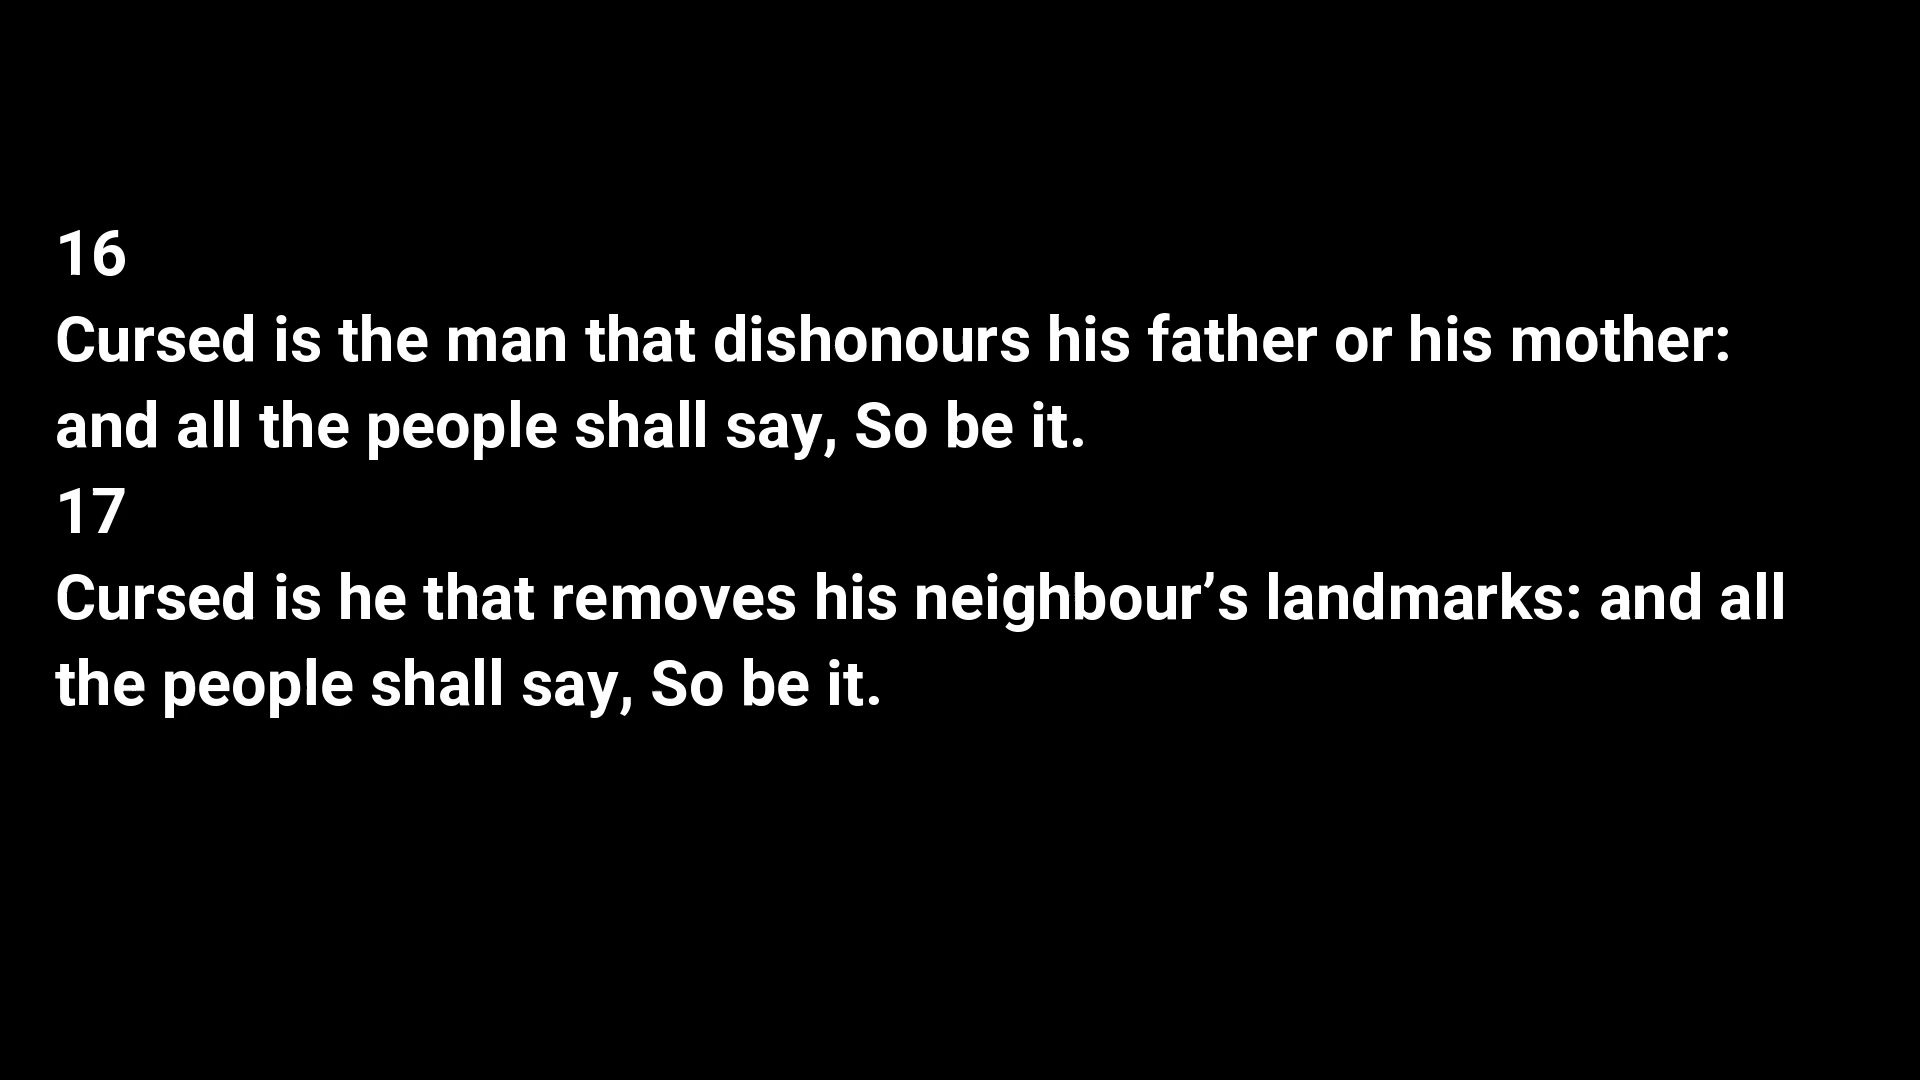 16
Cursed is the man that dishonours his father or his mother:
and all the people shall say, So be it.
17
Cursed is he that removes his neighbour’s landmarks: and all
the people shall say, So be it.